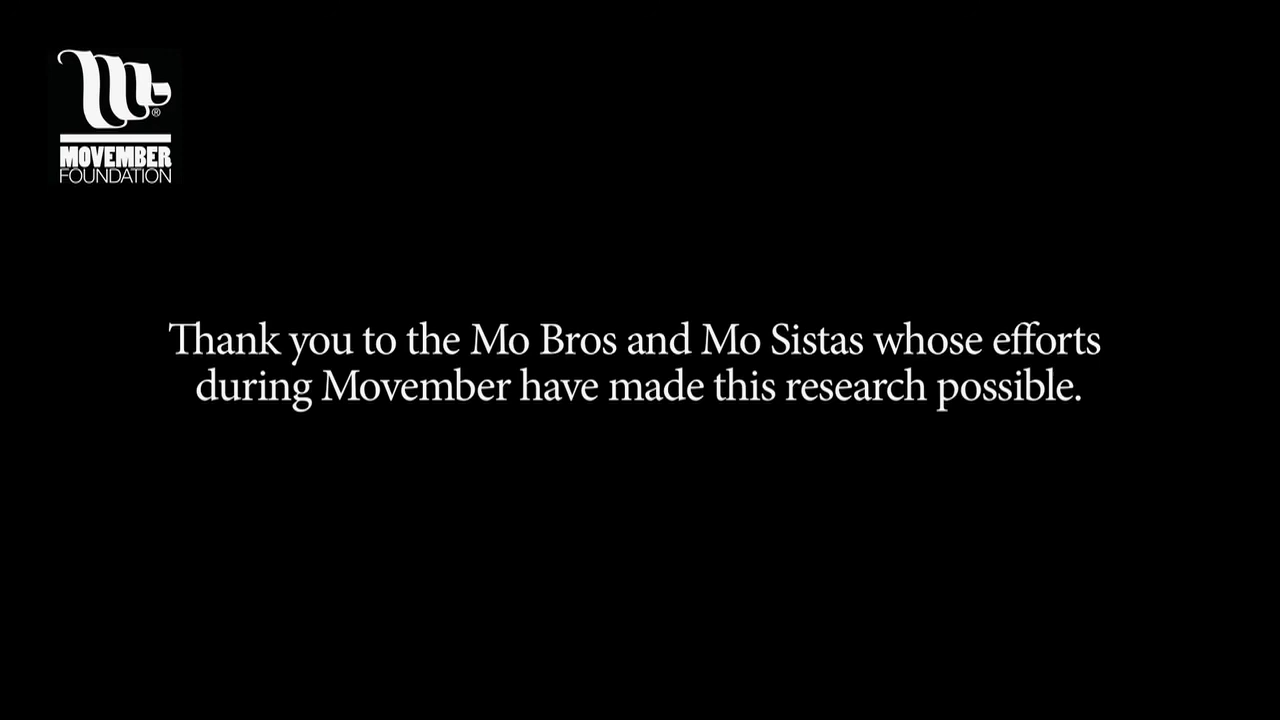 MOVEMBER
FOUNDATION
Thank you to the Mo Bros and Mo Sistas whose efforts
during Movember have made this research possible.